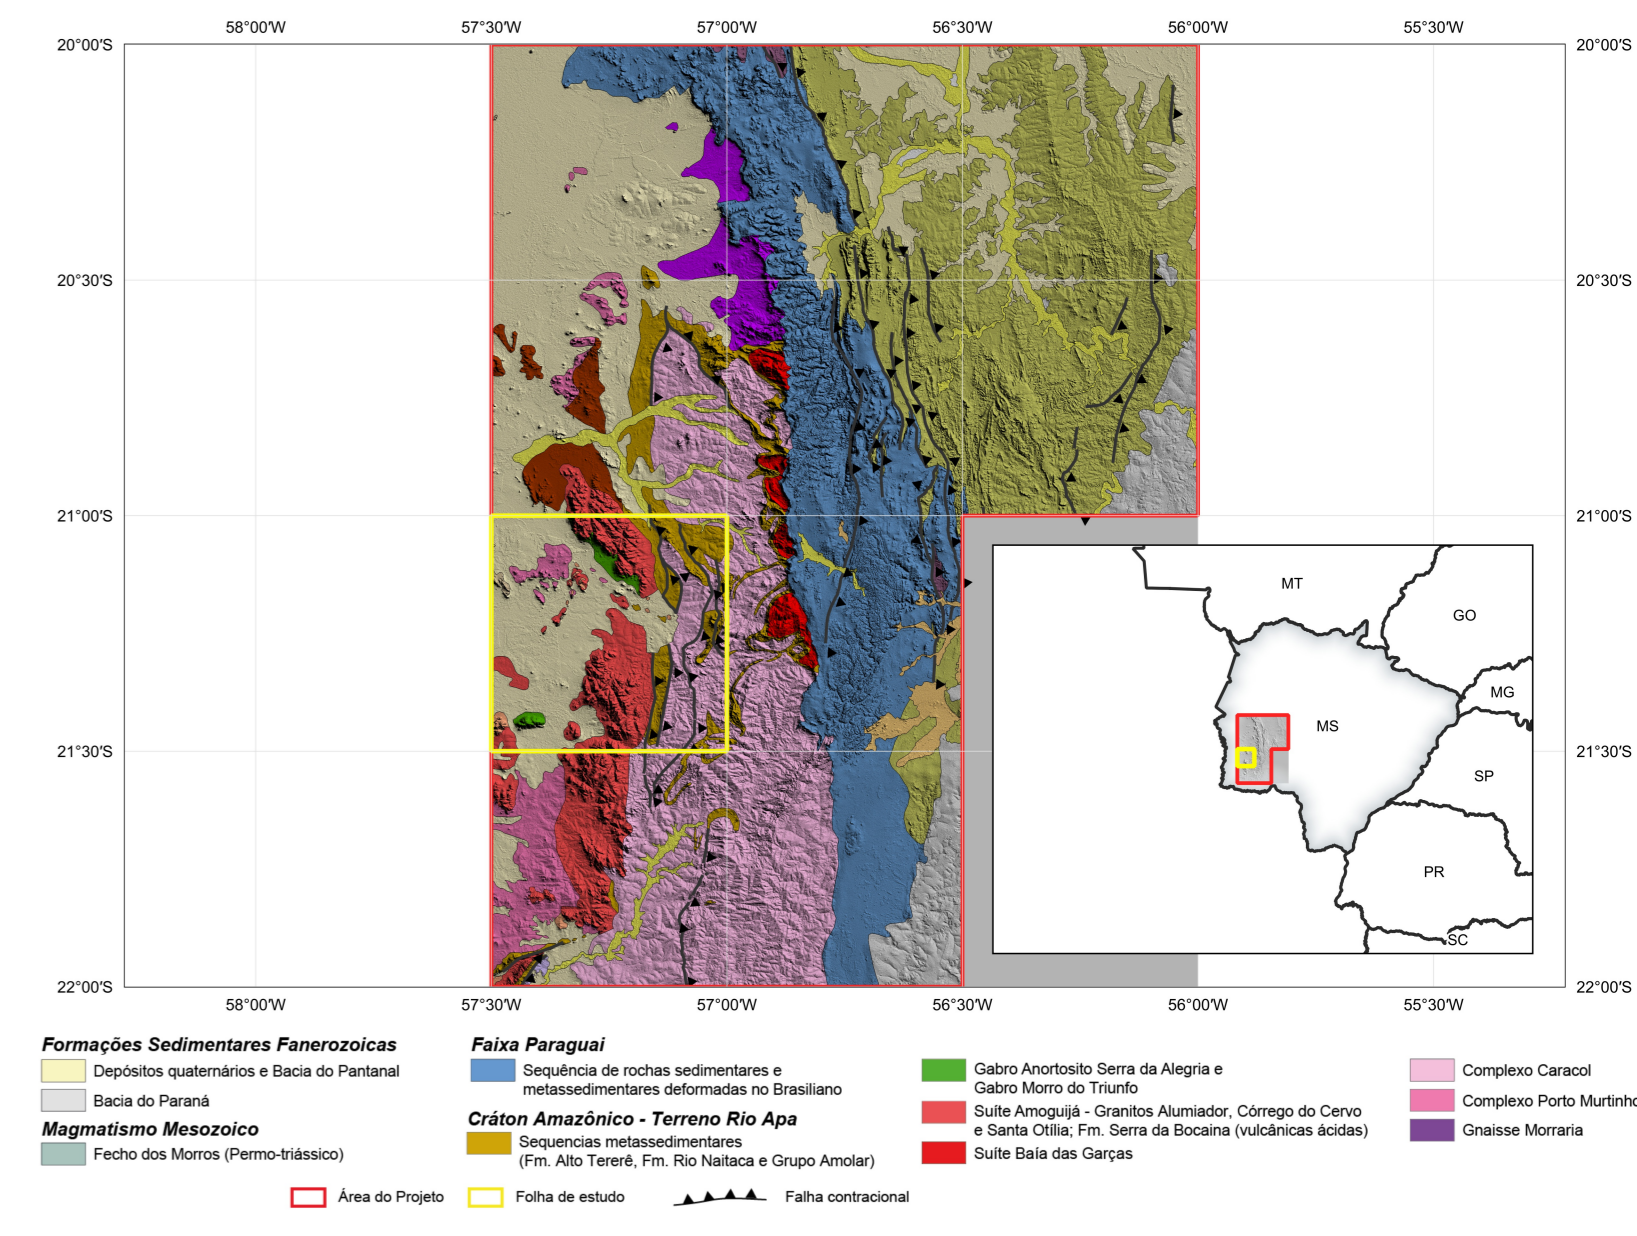 58°00'W 57°30'W 57°00'W 56°30'W 56°00'W 55°30'W
20°00'S 20°00'S
20°30'S 20°30'S
21°00'S 21°00'S
MT
GO
MG
MS
21°30'S 21°30'S
SP
PR
SC
22°00'S 22°00'S
58°00'W 57°30'W 57°00'W 56°30'W 56°00'W 55°30'W
Formações Sedimentares Fanerozoicas
Depósitos quaternários e Bacia do Pantanal
Bacia do Paraná
Magmatismo Mesozoico
Fecho dos Morros (Permo-triássico)
Faixa Paraguai
Sequência de rochas sedimentares e
metassedimentares deformadas no Brasiliano
Cráton Amazônico - Terreno Rio Apa
Sequencias metassedimentares
(Fm. Alto Tererê, Fm. Rio Naitaca e Grupo Amolar)
Gabro Anortosito Serra da Alegria e
Gabro Morro do Triunfo
Suíte Amoguijá - Granitos Alumiador, Córrego do Cervo
e Santa Otília; Fm. Serra da Bocaina (vulcânicas ácidas)
Suíte Baía das Garças
Complexo Caracol
Complexo Porto Murtinho
Gnaisse Morraria
Área do Projeto
Folha de estudo
Falha contracional